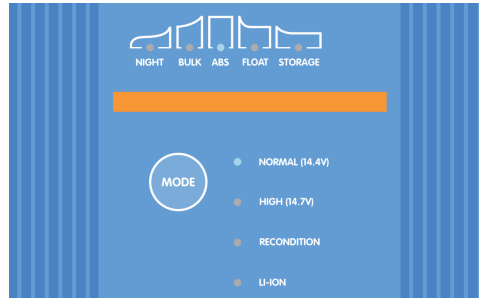 NIGHT BULK ABS FLOAT STORAGE
MODE
NORMAL (14.4V)
HIGH (14.7V)
RECONDITION
LI-ION